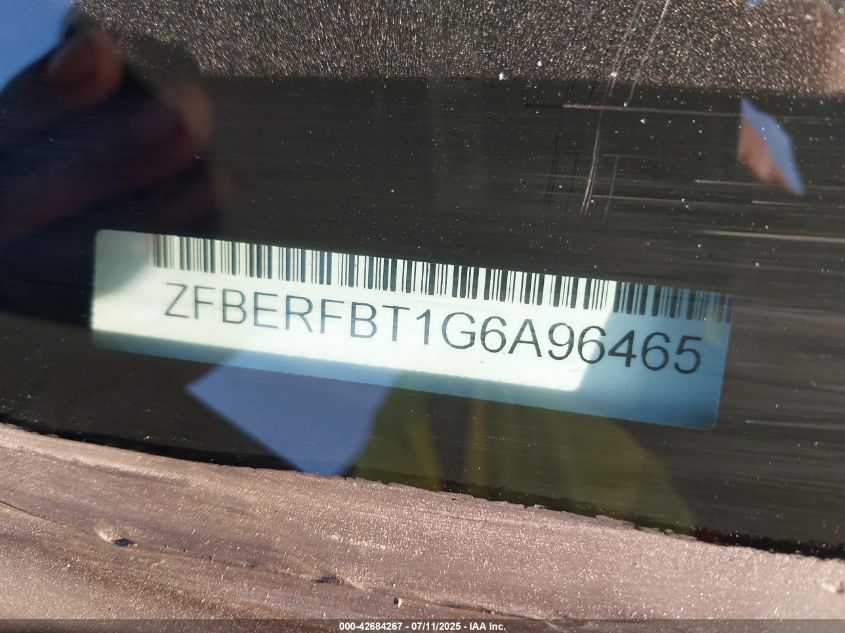 ZFBERFBT1G6A96465
000-42684267 - 07/11/2025 - IAA Inc.